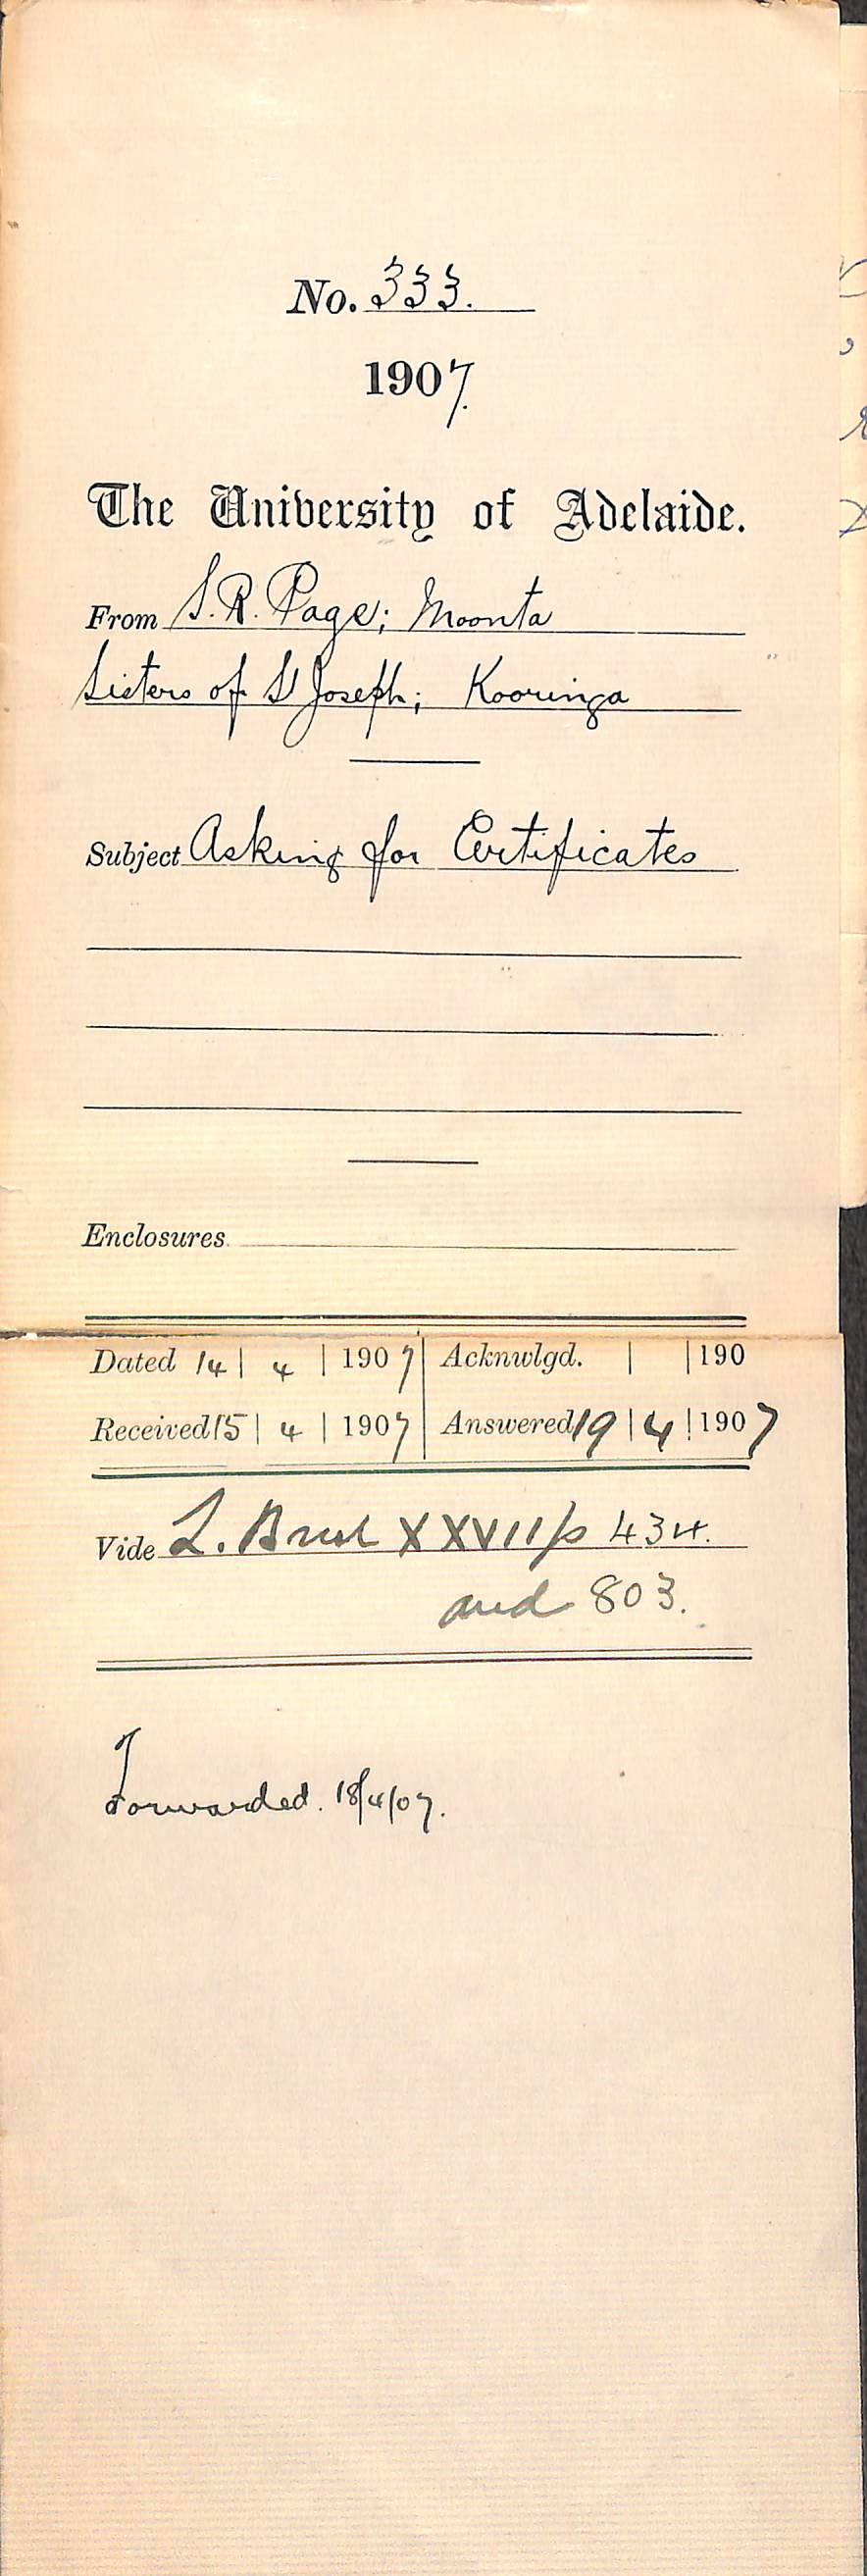 No. 333.
1907.
The University of Adelaide.
From S. R. Page; Moonta
Sisters of St Joseph; Kooringa
Subject Asking for Certificates
Enclosures
Dated 14 | 4 | 1907 | Acknwlgd. | | 190
Received 15 | 4 | 1907 | Answered 19 | 4 | 1907
Vide L. XXVII p 434.
and 803.
Forwarded. 18/4/07.